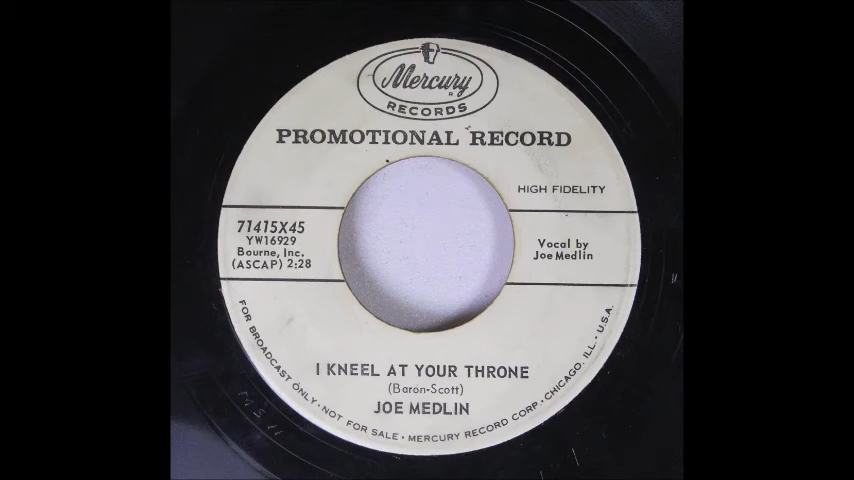 Mercury
RECORDS
PROMOTIONAL RECORD
HIGH FIDELITY
71415X45
YW16929
Bourne, Inc.
(ASCAP) 2:28
Vocal by
Joe Medlin
I KNEEL AT YOUR THRONE
(Baron-Scott)
JOE MEDLIN
FOR BROADCAST ONLY • NOT FOR SALE • MERCURY RECORD CORP. • CHICAGO, ILL. • U.S.A.